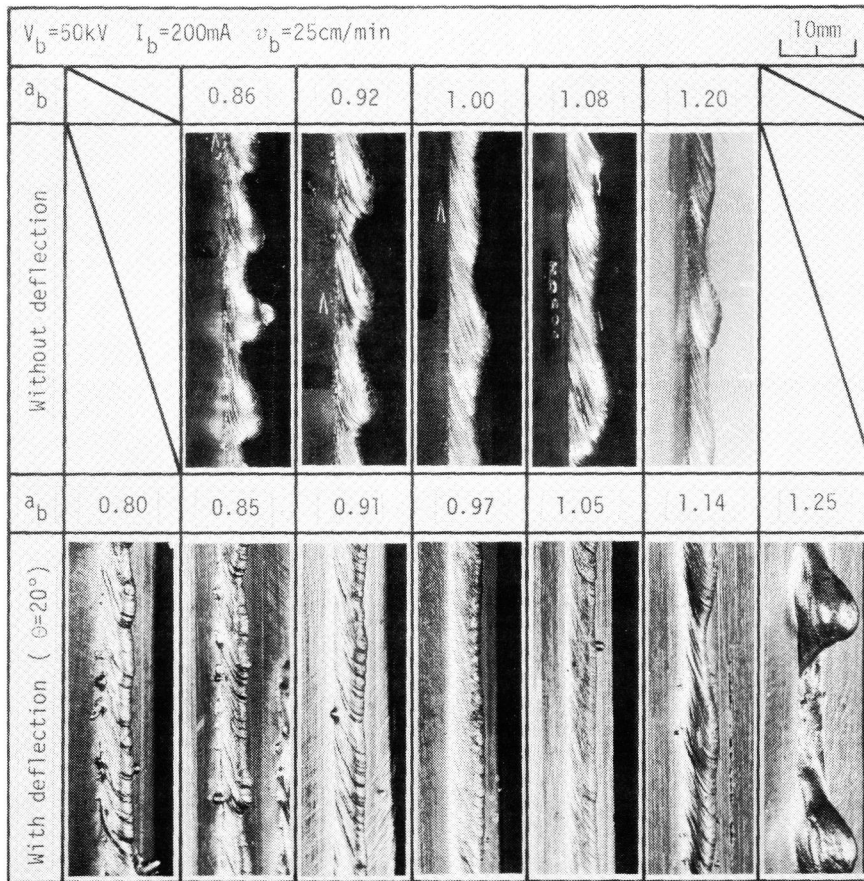 V_b=50kV I_b=200mA v_b=25cm/min 10mm
a_b 0.86 0.92 1.00 1.08 1.20
Without deflection
a_b 0.80 0.85 0.91 0.97 1.05 1.14 1.25
With deflection ( Θ=20°)